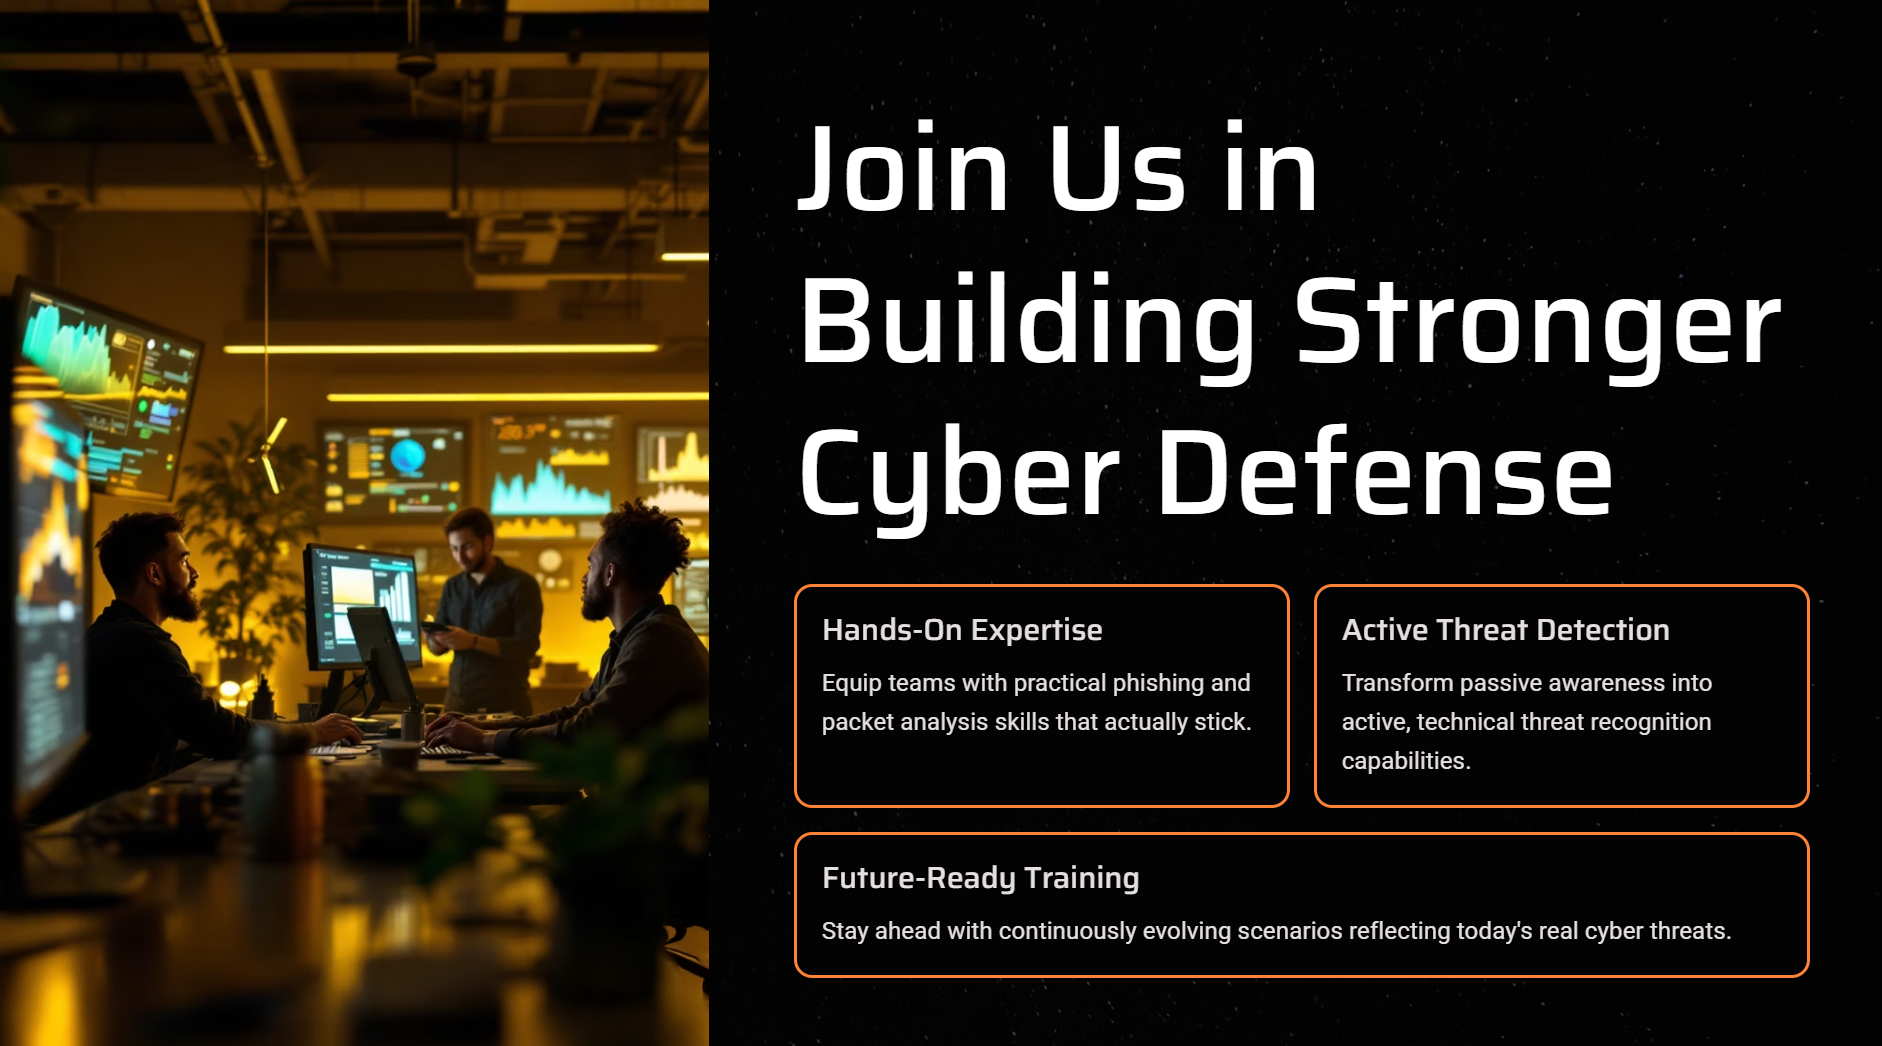 Join Us in
Building Stronger
Cyber Defense
Hands-On Expertise
Equip teams with practical phishing and
packet analysis skills that actually stick.
Active Threat Detection
Transform passive awareness into
active, technical threat recognition
capabilities.
Future-Ready Training
Stay ahead with continuously evolving scenarios reflecting today's real cyber threats.